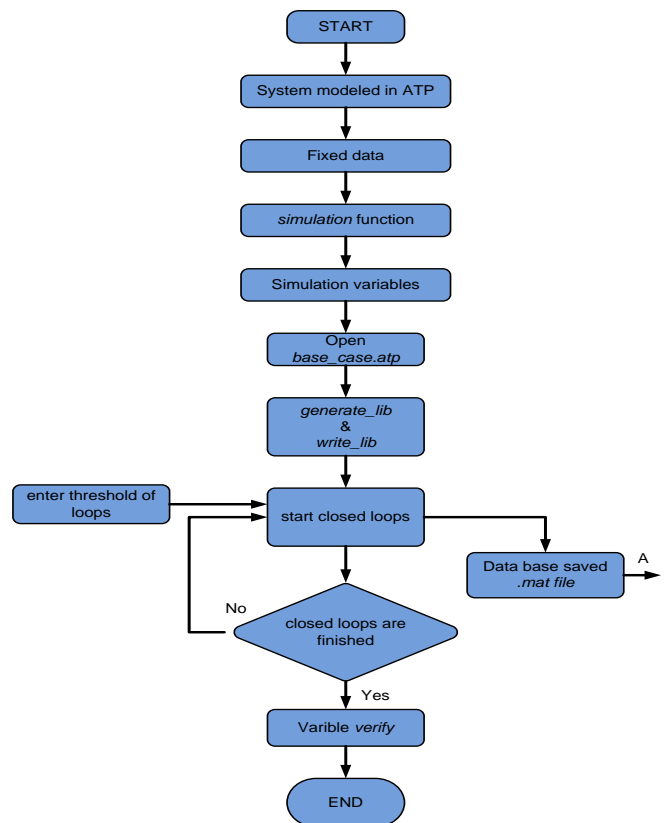 START
System modeled in ATP
Fixed data
simulation function
Simulation variables
Open
base_case.atp
generate_lib
&
write_lib
enter threshold of
loops
start closed loops
Data base saved
.mat file
A
No
closed loops are
finished
Yes
Varible verify
END